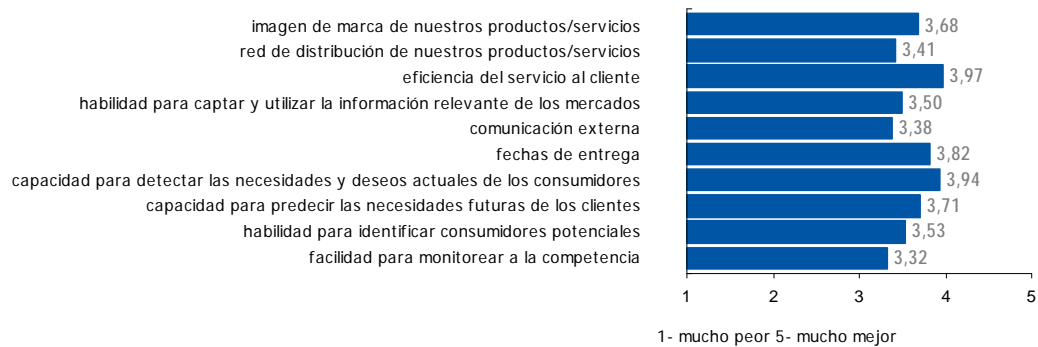 imagen de marca de nuestros productos/servicios 3,68
red de distribución de nuestros productos/servicios 3,41
eficiencia del servicio al cliente 3,97
habilidad para captar y utilizar la información relevante de los mercados 3,50
comunicación externa 3,38
fechas de entrega 3,82
capacidad para detectar las necesidades y deseos actuales de los consumidores 3,94
capacidad para predecir las necesidades futuras de los clientes 3,71
habilidad para identificar consumidores potenciales 3,53
facilidad para monitorear a la competencia 3,32
1 2 3 4 5
1- mucho peor 5- mucho mejor